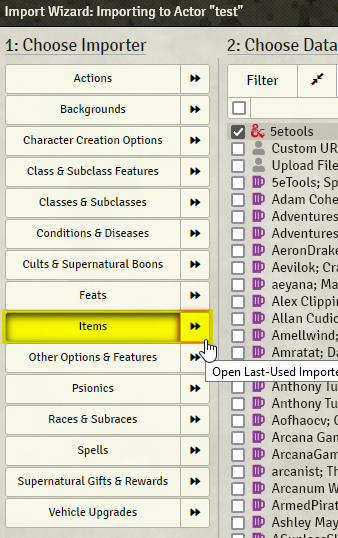 Import Wizard: Importing to Actor "test"
1: Choose Importer
Actions
Backgrounds
Character Creation Options
Class & Subclass Features
Classes & Subclasses
Conditions & Diseases
Cults & Supernatural Boons
Feats
Items
Other Options & Features
Psionics
Races & Subraces
Spells
Supernatural Gifts & Rewards
Vehicle Upgrades
2: Choose Data
Filter
5etools
Custom UR
Upload File
5eTools; Sp
Adam Cohe
Adventures
Adventures
AeronDrake
Aevilok; Cra
aeyana; Ma
Alex Clippin
Allan Cudic
Amellwind;
Amratat; Da
Open Last-Used Importe
Anthony Tu
Anthony Tu
Aofhaocv; C
Arcana Gam
ArcanaGam
arcanist; Th
Arcanum W
ArmedPirat
Ashley May